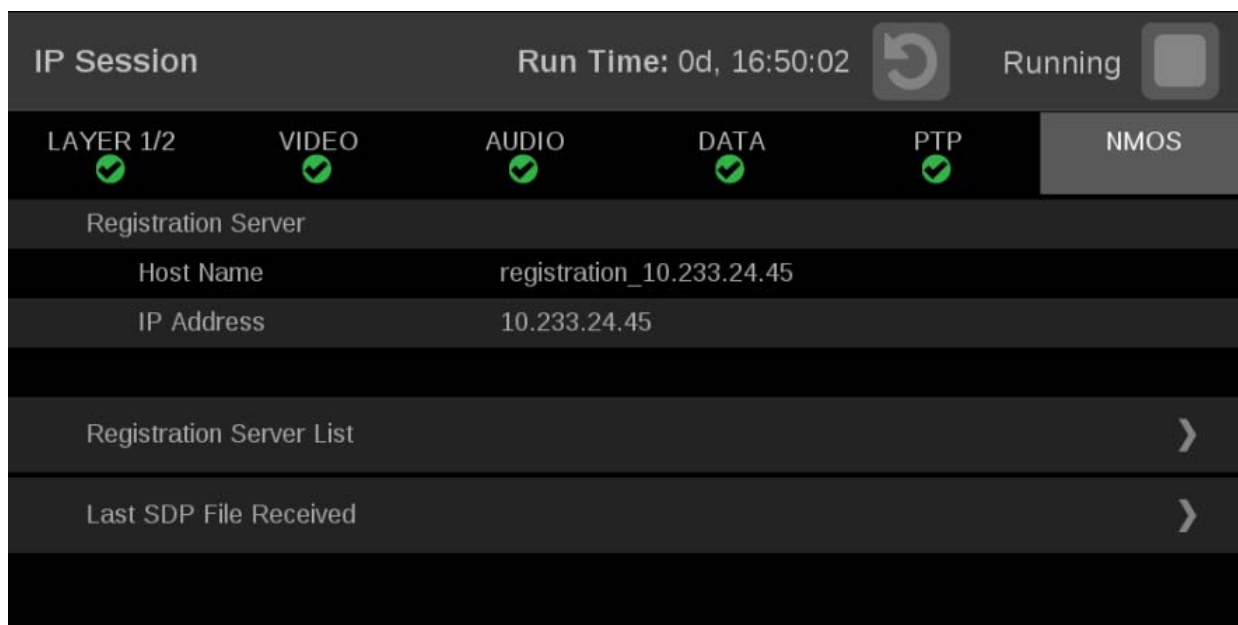 IP Session Run Time: 0d, 16:50:02 Running
LAYER 1/2 VIDEO AUDIO DATA PTP NMOS
Registration Server
Host Name registration_10.233.24.45
IP Address 10.233.24.45
Registration Server List
Last SDP File Received